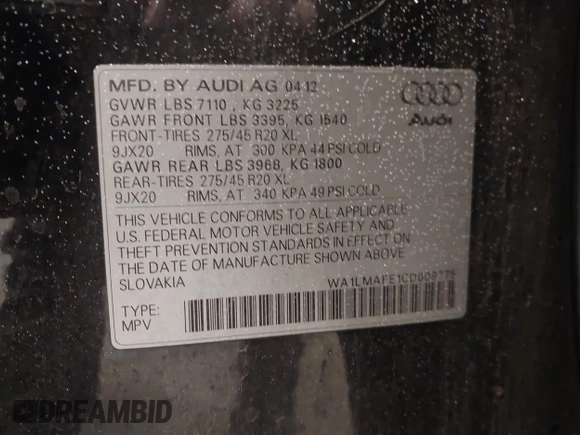 MFD. BY AUDI AG 04-12
GVWR LBS 7110 , KG 3225
GAWR FRONT LBS 3395, KG 1540
FRONT-TIRES 275/45 R20 XL
9JX20 RIMS, AT 300 KPA 44 PSI COLD
GAWR REAR LBS 3968, KG 1800
REAR-TIRES 275/45 R20 XL
9JX20 RIMS, AT 340 KPA 49 PSI COLD
THIS VEHICLE CONFORMS TO ALL APPLICABLE
U.S. FEDERAL MOTOR VEHICLE SAFETY AND
THEFT PREVENTION STANDARDS IN EFFECT ON
THE DATE OF MANUFACTURE SHOWN ABOVE
SLOVAKIA
TYPE:
MPV
Audi
DREAMBID